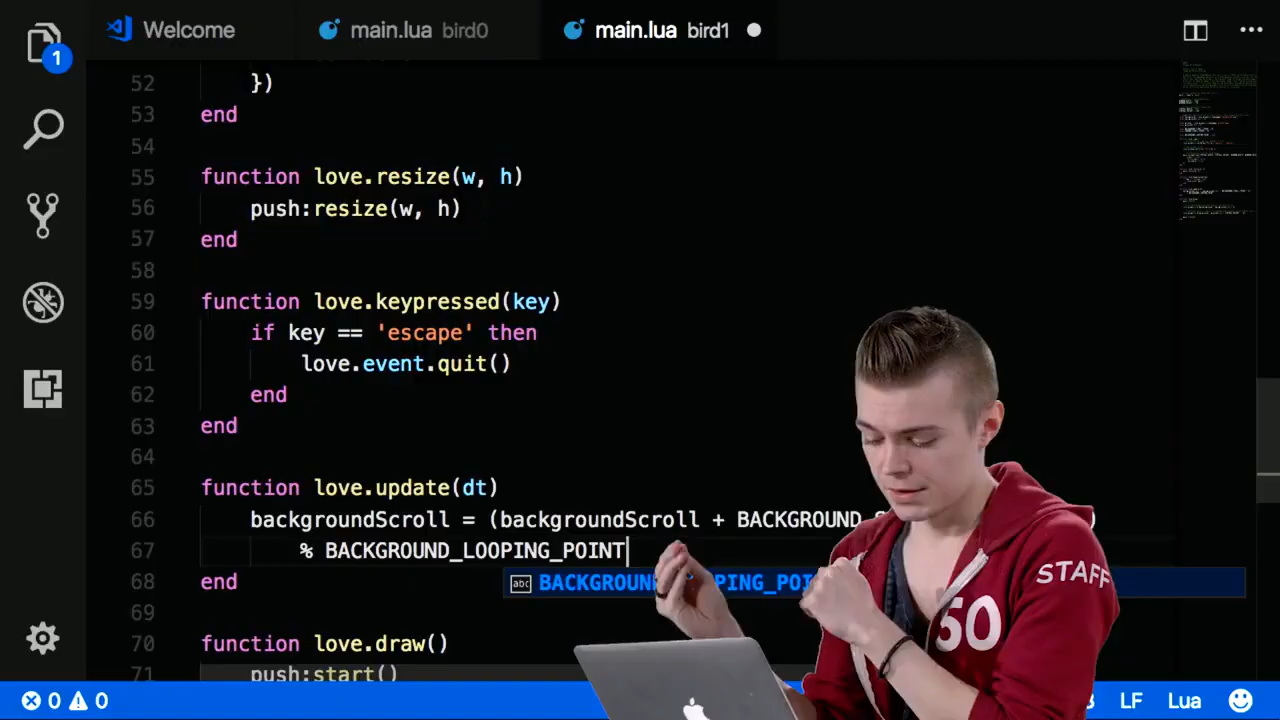 1
Welcome
main.lua bird0
main.lua bird1
52 })
53 end
54
55 function love.resize(w, h)
56 push:resize(w, h)
57 end
58
59 function love.keypressed(key)
60 if key == 'escape' then
61 love.event.quit()
62 end
63 end
64
65 function love.update(dt)
66 backgroundScroll = (backgroundScroll + BACKGROUND
67 % BACKGROUND_LOOPING_POINT
68 end
abc
69
70 function love.draw()
71 push:start()
STAFF
50
0 0 LF Lua